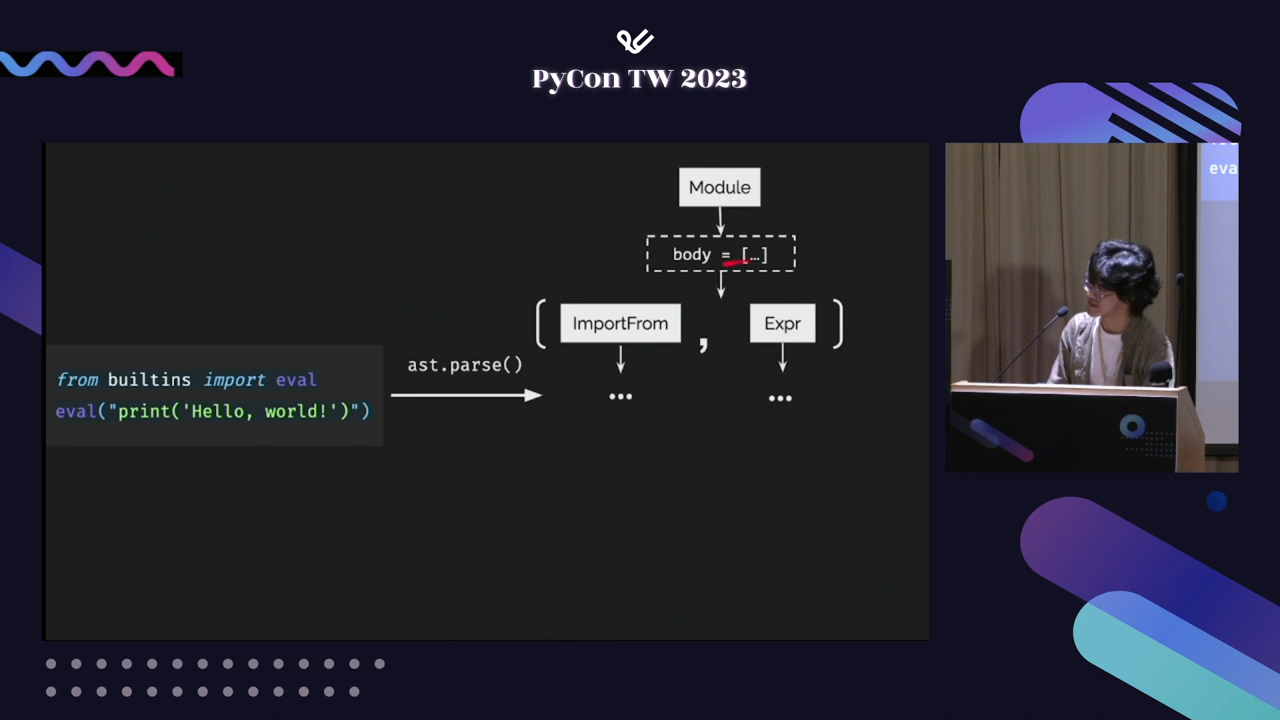 PyCon TW 2023
Module
body = […]
ImportFrom , Expr
... ...
ast.parse()
from builtins import eval
eval("print('Hello, world!')")
eva